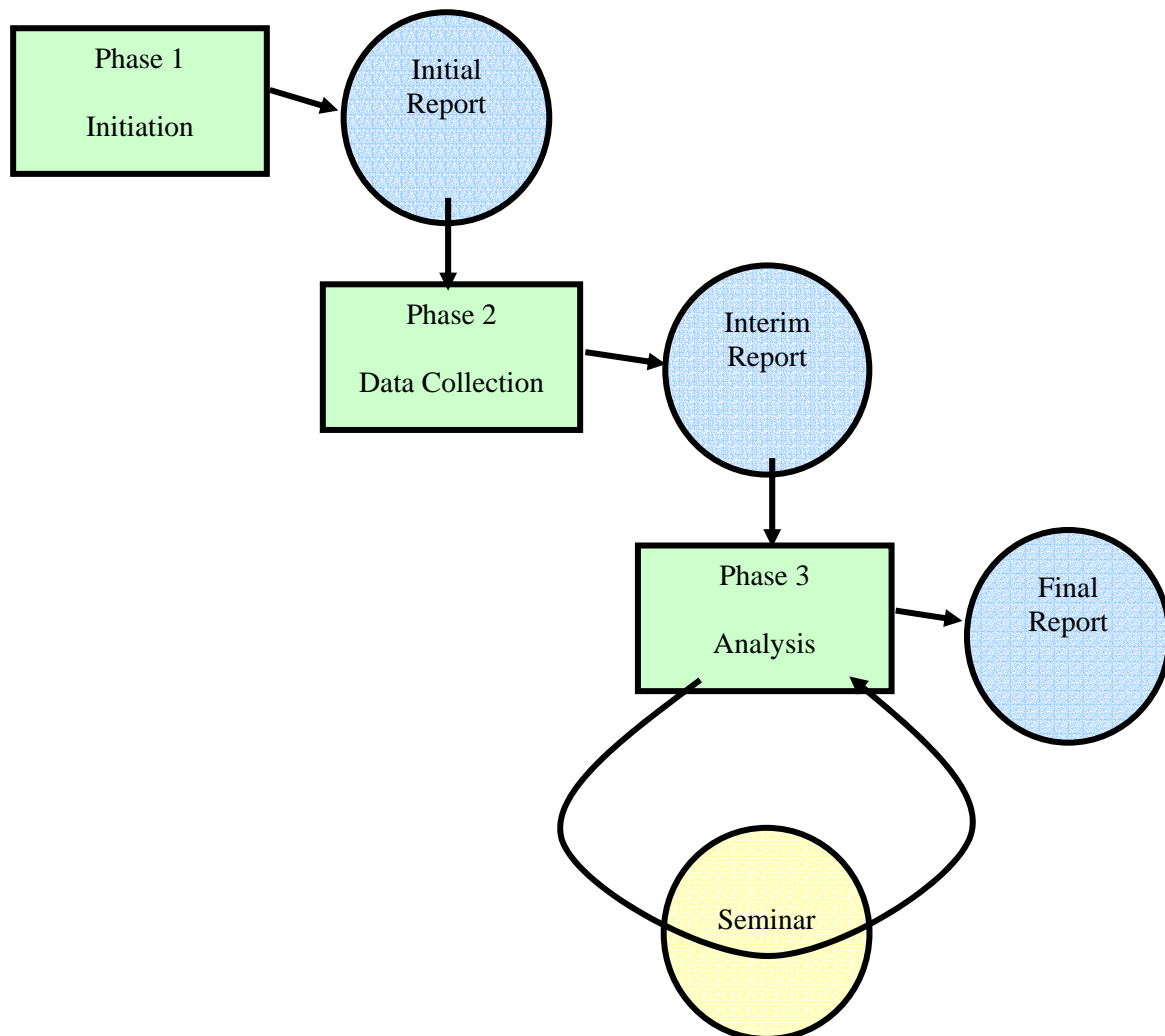 Phase 1
Initiation
Initial
Report
Phase 2
Data Collection
Interim
Report
Phase 3
Analysis
Final
Report
Seminar